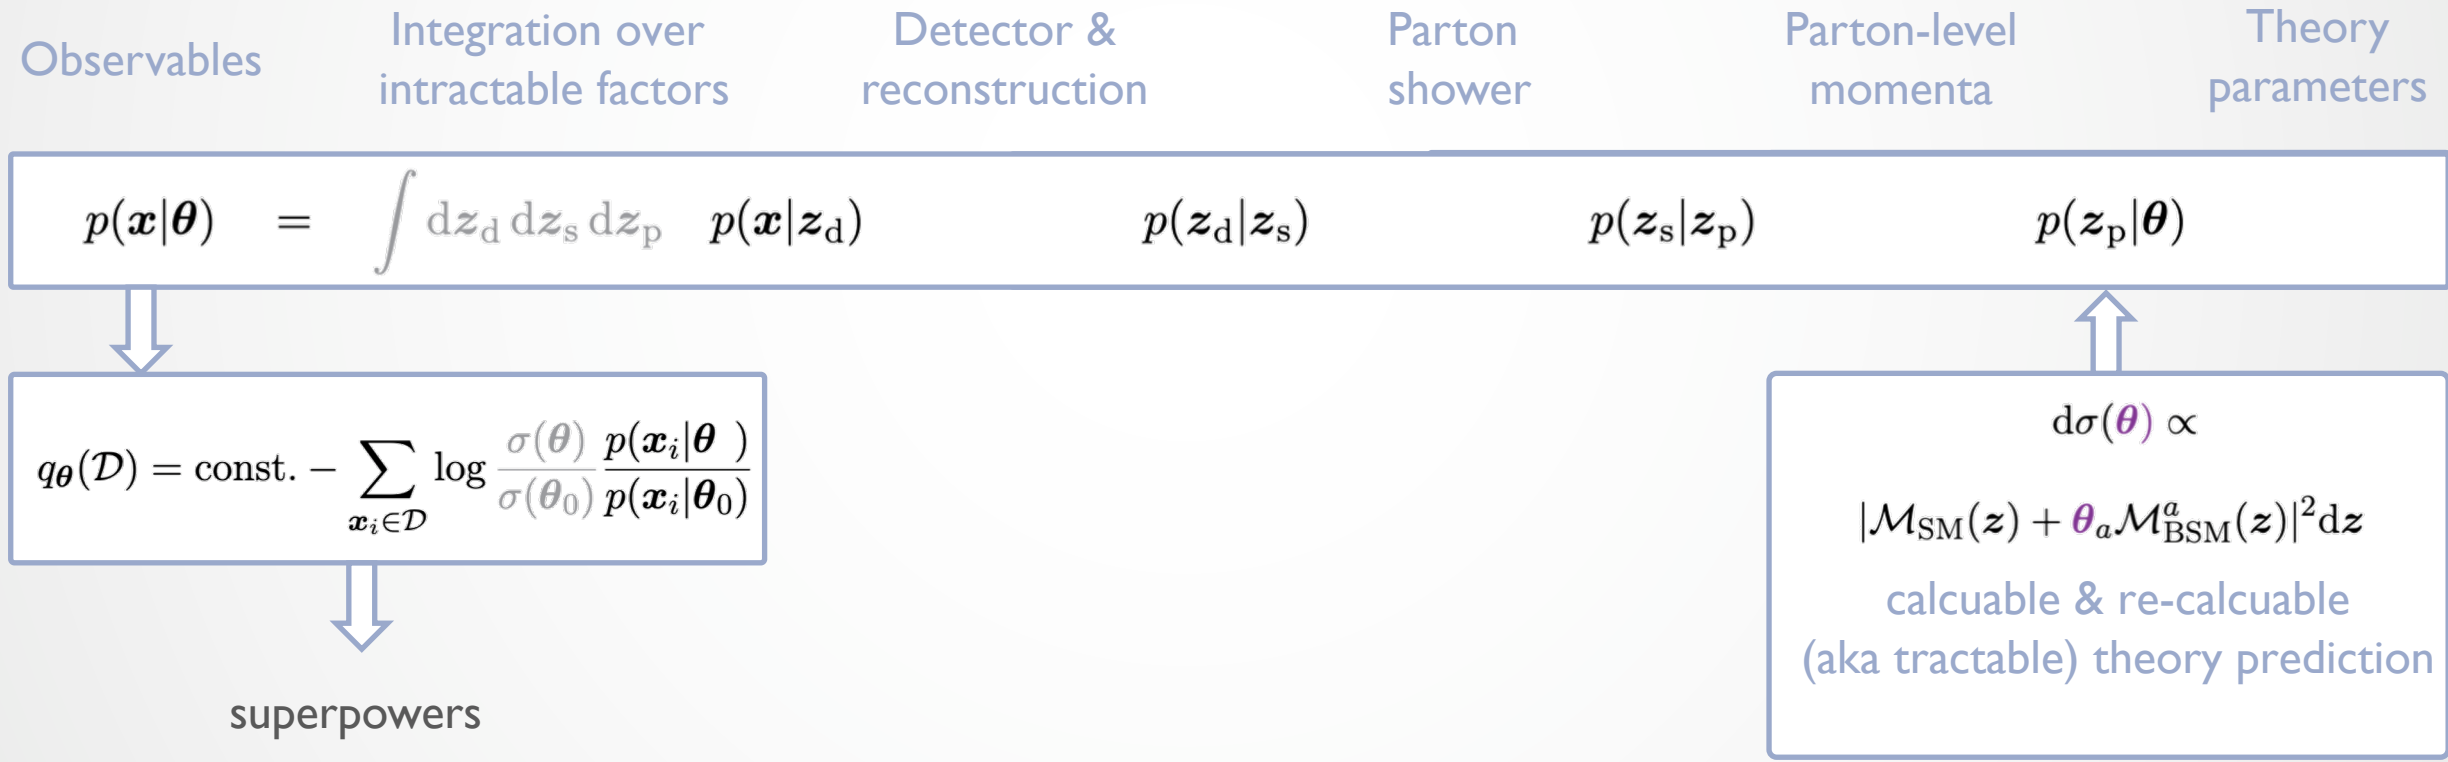 Observables
Integration over
intractable factors
Detector &
reconstruction
Parton
shower
Parton-level
momenta
Theory
parameters
p(x|θ) = ∫ dz_d dz_s dz_p p(x|z_d) p(z_d|z_s) p(z_s|z_p) p(z_p|θ)
q_θ(𝒟) = const. − ∑_{x_i∈𝒟} log σ(θ)/σ(θ_0) p(x_i|θ )/p(x_i|θ_0)
superpowers
dσ(θ) ∝
|ℳ_SM(z) + θ_a ℳ^a_BSM(z)|² dz
calcuable & re-calcuable
(aka tractable) theory prediction